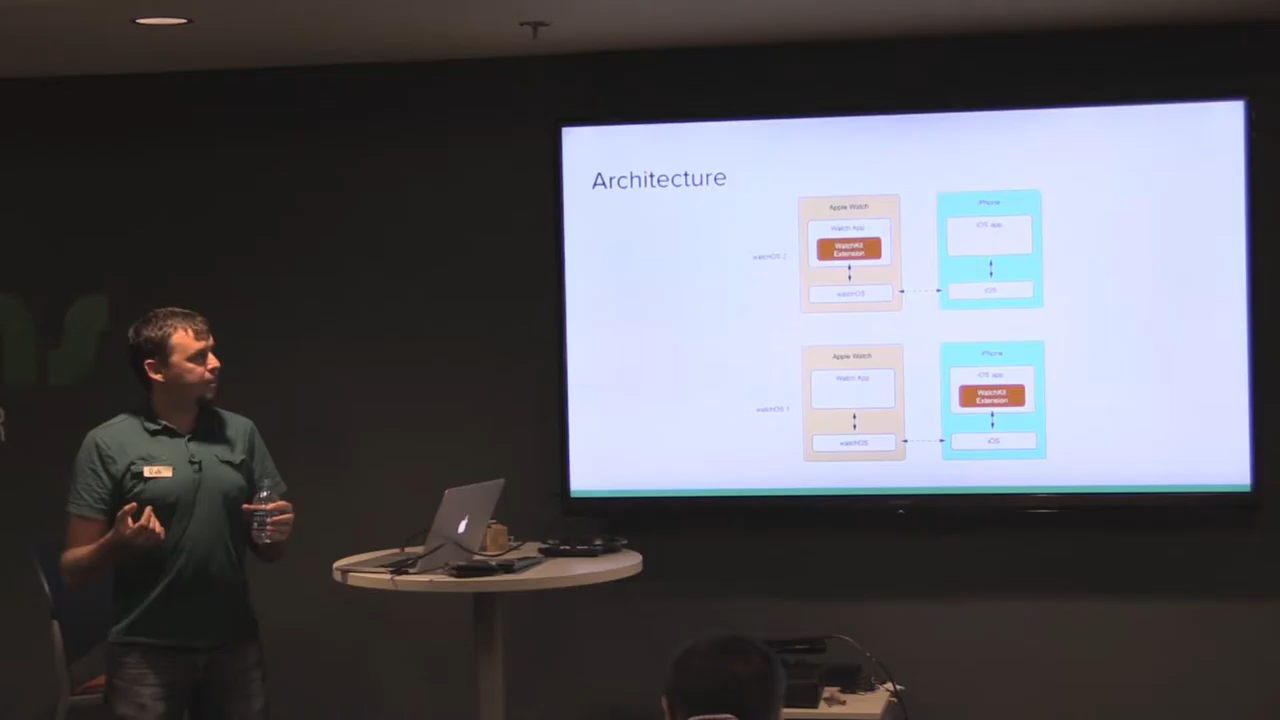 Architecture
Apple Watch
iPhone
Watch App
iOS app
WatchKit
Extension
watchOS 2
watchOS
iOS
Apple Watch
iPhone
Watch App
iOS app
WatchKit
Extension
watchOS 1
watchOS
iOS